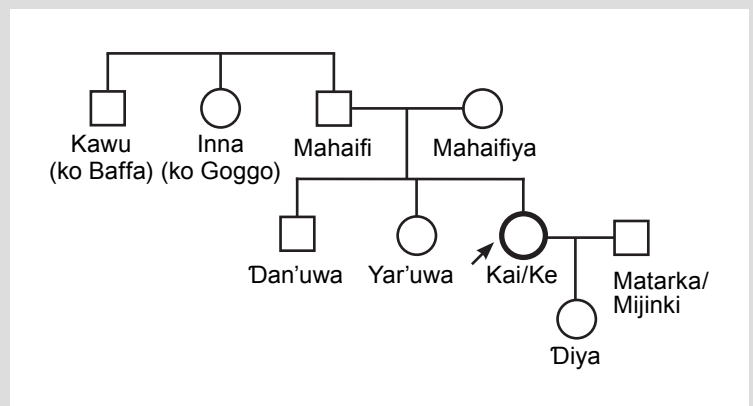 Kawu
(ko Baffa)
Inna
(ko Goggo)
Mahaifi
Mahaifiya
Ɗan’uwa
Yar’uwa
Kai/Ke
Matarka/
Mijinki
Ɗiya